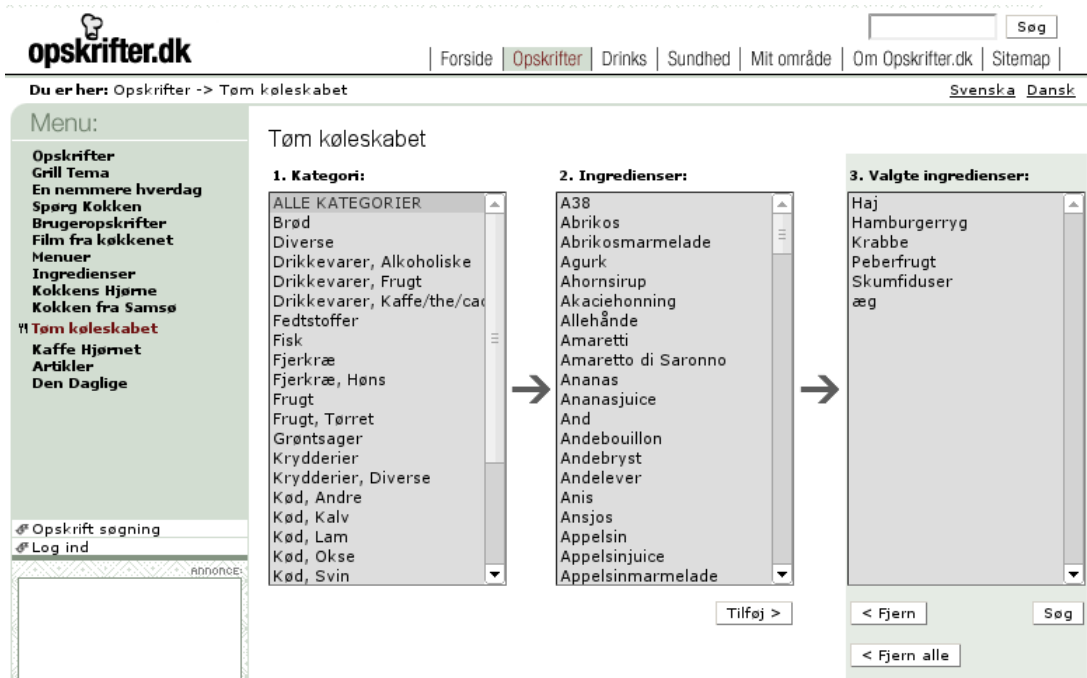 Søg
opskrifter.dk
Forside Opskrifter Drinks Sundhed Mit område Om Opskrifter.dk Sitemap
Du er her: Opskrifter -> Tøm køleskabet
Svenska Dansk
Menu:
Opskrifter
Grill Tema
En nemmere hverdag
Spørg Kokken
Brugeropskrifter
Film fra køkkenet
Menuer
Ingredienser
Kokkens Hjørne
Kokken fra Samsø
Tøm køleskabet
Kaffe Hjørnet
Artikler
Den Daglige
Opskrift søgning
Log ind
ANNONCE:
Tøm køleskabet
1. Kategori:
ALLE KATEGORIER
Brød
Diverse
Drikkevarer, Alkoholiske
Drikkevarer, Frugt
Drikkevarer, Kaffe/the/cac
Fedtstoffer
Fisk
Fjerkræ
Fjerkræ, Høns
Frugt
Frugt, Tørret
Grøntsager
Krydderier
Krydderier, Diverse
Kød, Andre
Kød, Kalv
Kød, Lam
Kød, Okse
Kød, Svin
2. Ingredienser:
A38
Abrikos
Abrikosmarmelade
Agurk
Ahornsirup
Akaciehonning
Allehånde
Amaretti
Amaretto di Saronno
Ananas
Ananasjuice
And
Andebouillon
Andebryst
Andelever
Anis
Ansjos
Appelsin
Appelsinjuice
Appelsinmarmelade
Tilføj >
3. Valgte ingredienser:
Haj
Hamburgerryg
Krabbe
Peberfrugt
Skumfiduser
æg
< Fjern
Søg
< Fjern alle